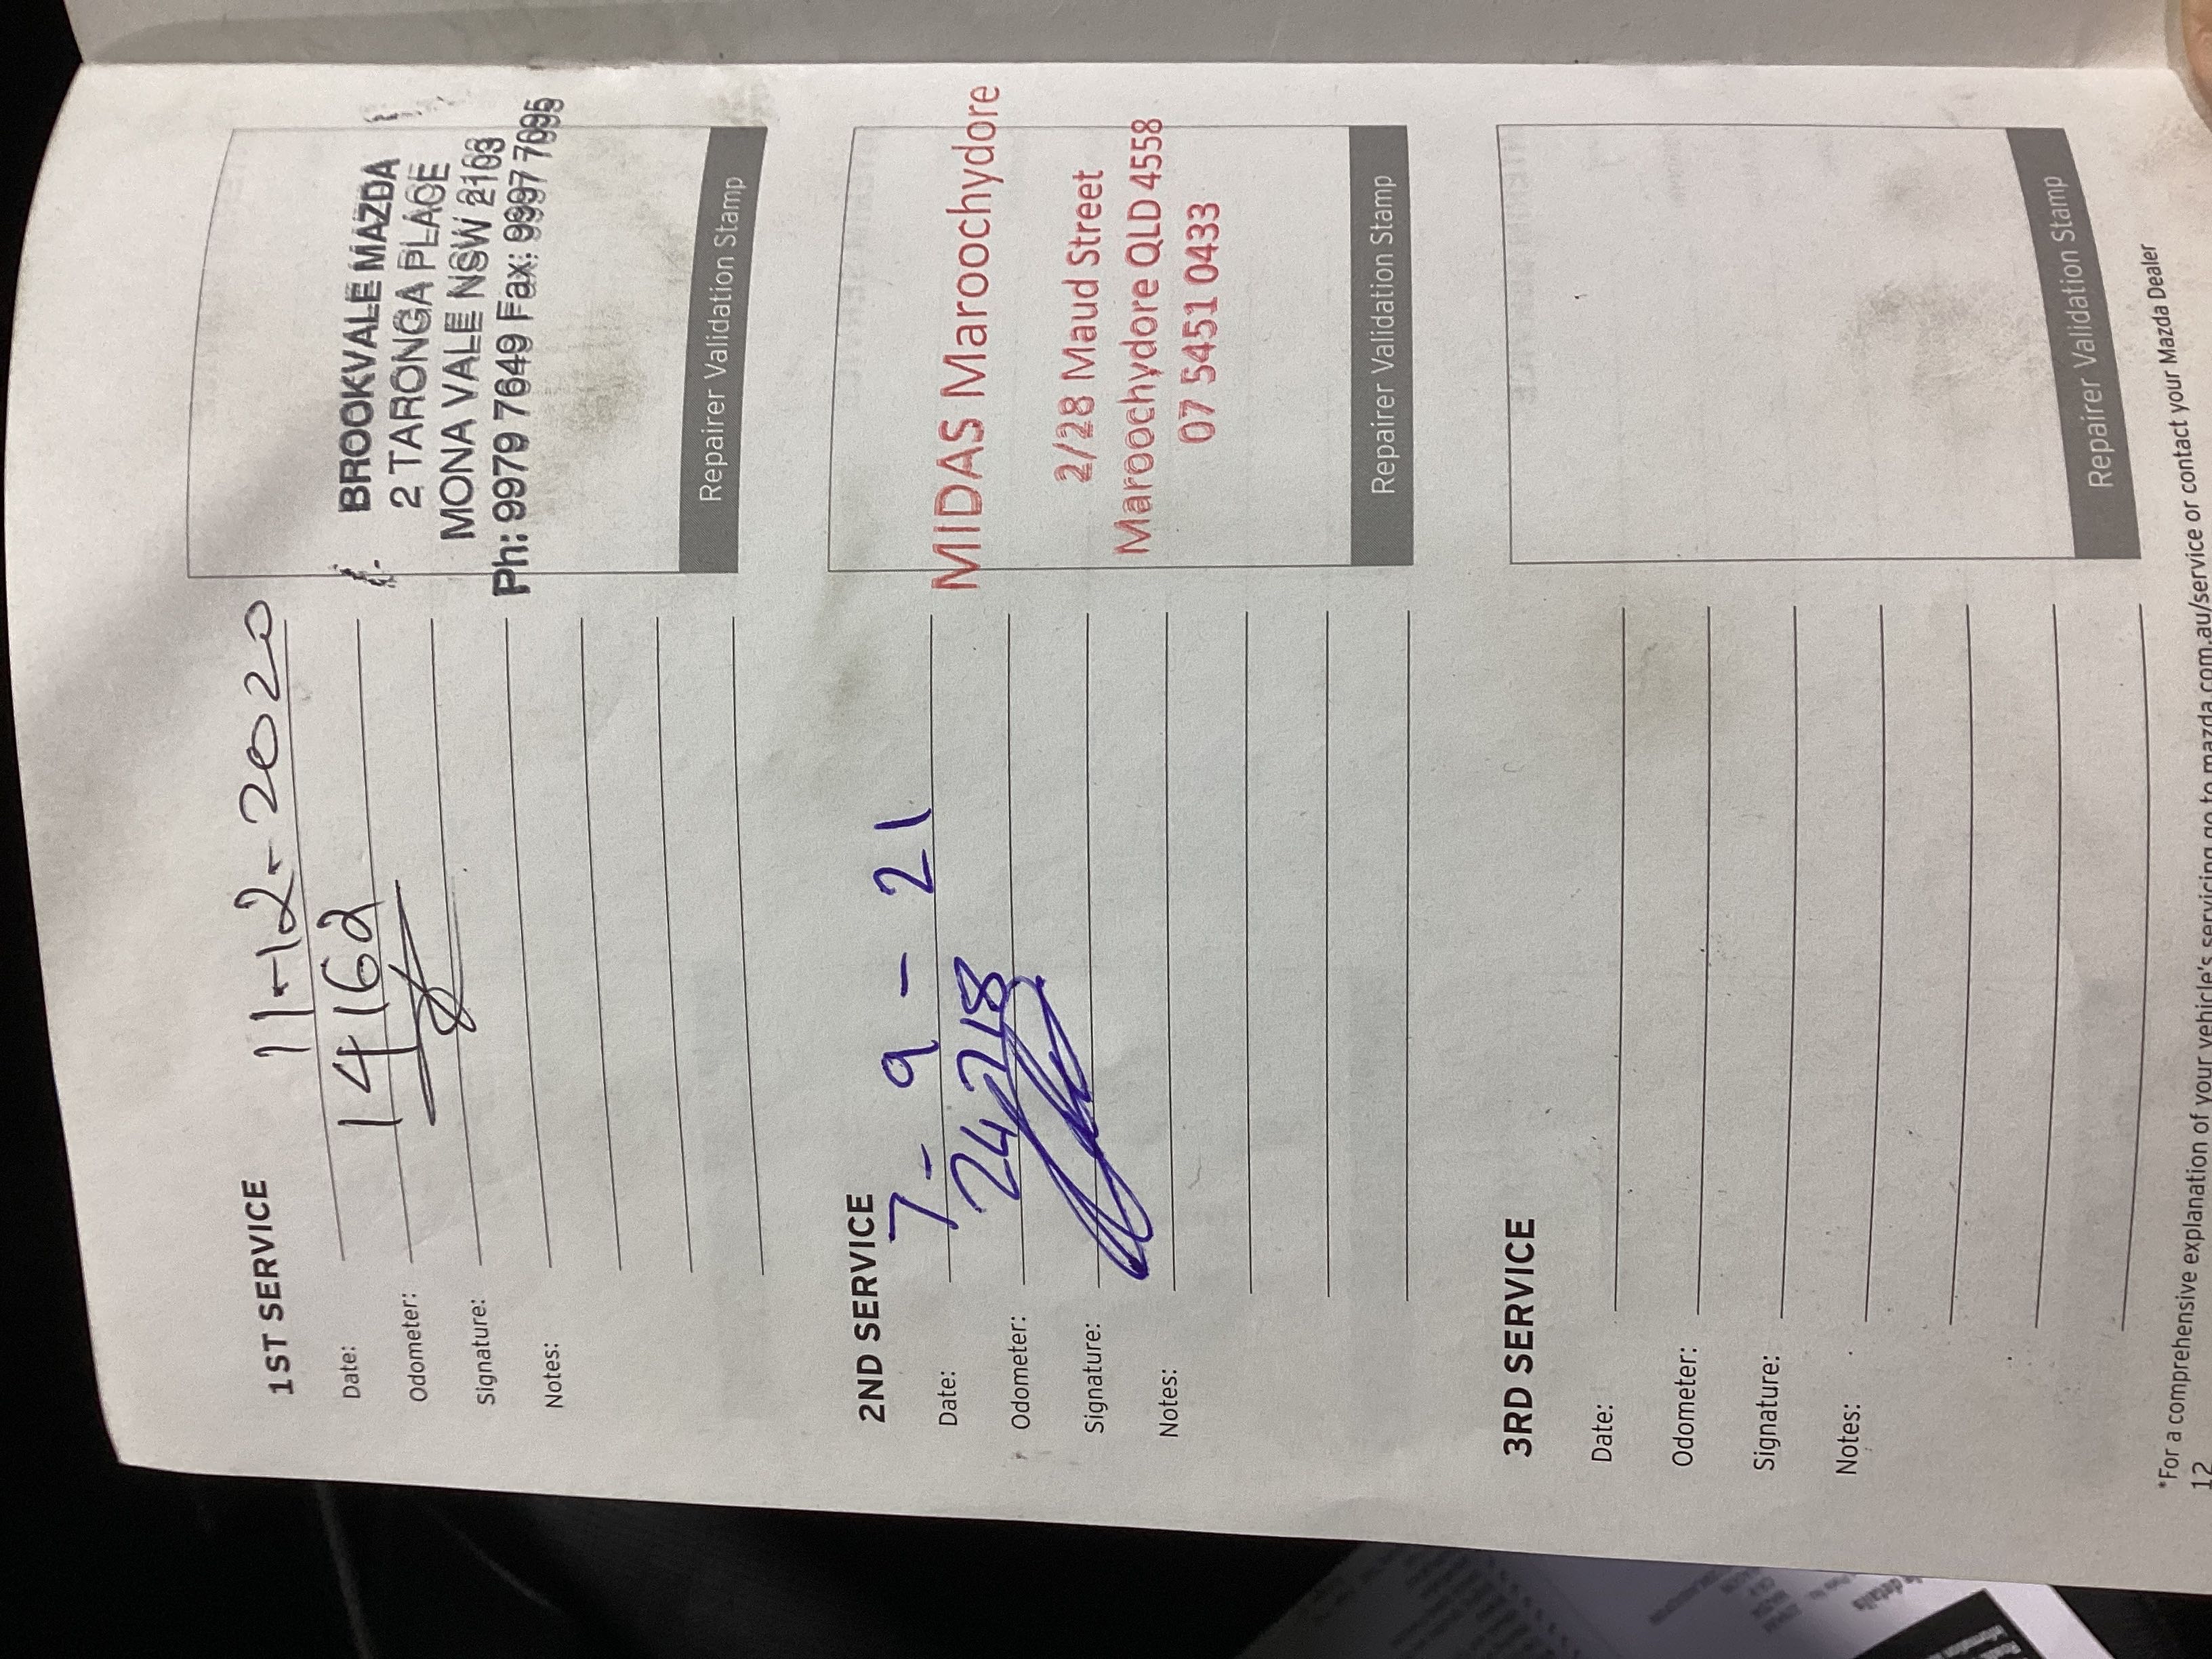 1ST SERVICE
Date: 11-12-2020
Odometer: 14162
Signature:
Notes:
BROOKVALE MAZDA
2 TARONGA PLACE
MONA VALE NSW 2103
Ph: 9979 7649 Fax: 9997 7095
Repairer Validation Stamp
2ND SERVICE
Date: 7-9-21
Odometer: 24218
Signature:
Notes:
MIDAS Maroochydore
2/28 Maud Street
Maroochydore QLD 4558
07 5451 0433
Repairer Validation Stamp
3RD SERVICE
Date:
Odometer:
Signature:
Notes:
Repairer Validation Stamp
*For a comprehensive explanation of your vehicle's servicing go to mazda.com.au/service or contact your Mazda Dealer
12